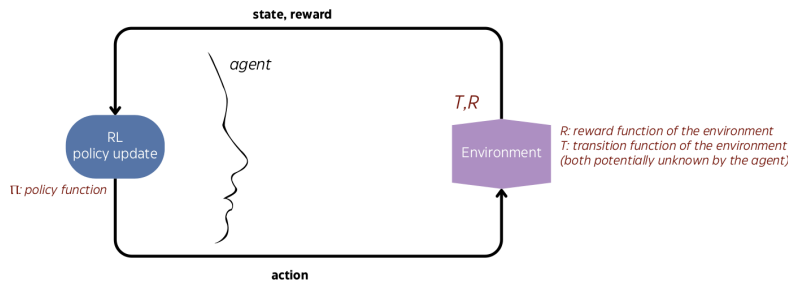 state, reward
agent
T,R
RL
policy update
Environment
R: reward function of the environment
T: transition function of the environment
(both potentially unknown by the agent)
π: policy function
action